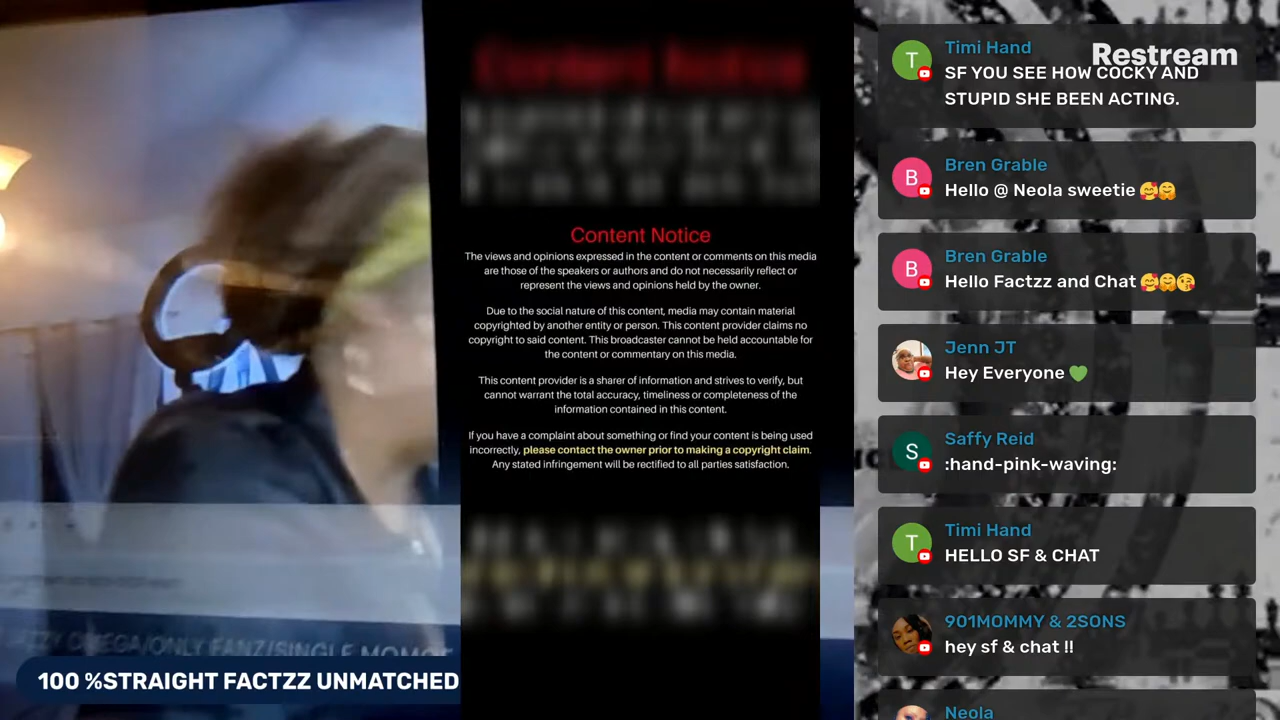 Content Notice
Content Notice
The views and opinions expressed in the content or comments on this media
are those of the speakers or authors and do not necessarily reflect or
represent the views and opinions held by the owner.
Due to the social nature of this content, media may contain material
copyrighted by another entity or person. This content provider claims no
copyright to said content. This broadcaster cannot be held accountable for
the content or commentary on this media.
This content provider is a sharer of information and strives to verify, but
cannot warrant the total accuracy, timeliness or completeness of the
information contained in this content.
If you have a complaint about something or find your content is being used
incorrectly, please contact the owner prior to making a copyright claim.
Any stated infringement will be rectified to all parties satisfaction.
OMEGA/ONLY FANZ/SINGLE
100 %STRAIGHT FACTZZ UNMATCHED
Restream
Timi Hand
SF YOU SEE HOW COCKY AND
STUPID SHE BEEN ACTING.
Bren Grable
Hello @ Neola sweetie 🥰🤗
Bren Grable
Hello Factzz and Chat 🥰🤗😘
Jenn JT
Hey Everyone 💚
Saffy Reid
:hand-pink-waving:
Timi Hand
HELLO SF & CHAT
901MOMMY & 2SONS
hey sf & chat !!
Neola